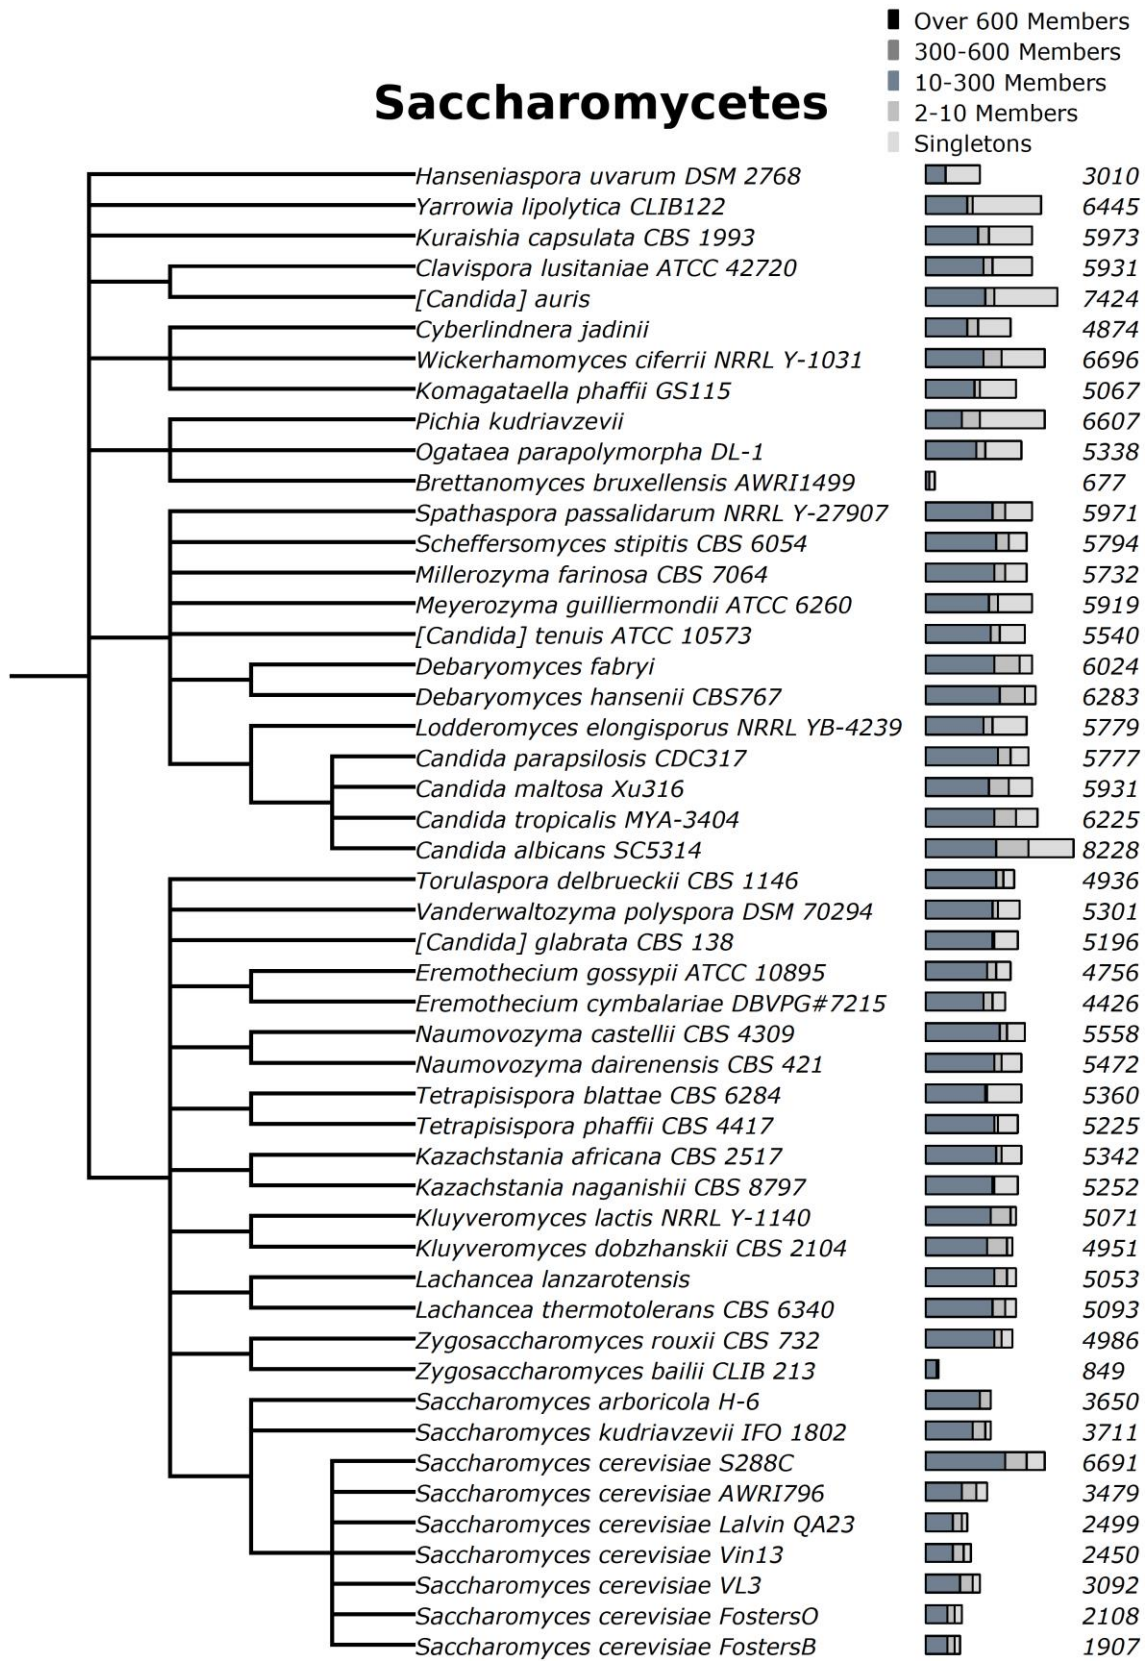 Over 600 Members
300-600 Members
10-300 Members
2-10 Members
Singletons
Saccharomycetes
Hanseniaspora uvarum DSM 2768 3010
Yarrowia lipolytica CLIB122 6445
Kuraishia capsulata CBS 1993 5973
Clavispora lusitaniae ATCC 42720 5931
[Candida] auris 7424
Cyberlindnera jadinii 4874
Wickerhamomyces ciferrii NRRL Y-1031 6696
Komagataella phaffii GS115 5067
Pichia kudriavzevii 6607
Ogataea parapolymorpha DL-1 5338
Brettanomyces bruxellensis AWRI1499 677
Spathaspora passalidarum NRRL Y-27907 5971
Scheffersomyces stipitis CBS 6054 5794
Millerozyma farinosa CBS 7064 5732
Meyerozyma guilliermondii ATCC 6260 5919
[Candida] tenuis ATCC 10573 5540
Debaryomyces fabryi 6024
Debaryomyces hansenii CBS767 6283
Lodderomyces elongisporus NRRL YB-4239 5779
Candida parapsilosis CDC317 5777
Candida maltosa Xu316 5931
Candida tropicalis MYA-3404 6225
Candida albicans SC5314 8228
Torulaspora delbrueckii CBS 1146 4936
Vanderwaltozyma polyspora DSM 70294 5301
[Candida] glabrata CBS 138 5196
Eremothecium gossypii ATCC 10895 4756
Eremothecium cymbalariae DBVPG#7215 4426
Naumovozyma castellii CBS 4309 5558
Naumovozyma dairenensis CBS 421 5472
Tetrapisispora blattae CBS 6284 5360
Tetrapisispora phaffii CBS 4417 5225
Kazachstania africana CBS 2517 5342
Kazachstania naganishii CBS 8797 5252
Kluyveromyces lactis NRRL Y-1140 5071
Kluyveromyces dobzhanskii CBS 2104 4951
Lachancea lanzarotensis 5053
Lachancea thermotolerans CBS 6340 5093
Zygosaccharomyces rouxii CBS 732 4986
Zygosaccharomyces bailii CLIB 213 849
Saccharomyces arboricola H-6 3650
Saccharomyces kudriavzevii IFO 1802 3711
Saccharomyces cerevisiae S288C 6691
Saccharomyces cerevisiae AWRI796 3479
Saccharomyces cerevisiae Lalvin QA23 2499
Saccharomyces cerevisiae Vin13 2450
Saccharomyces cerevisiae VL3 3092
Saccharomyces cerevisiae FostersO 2108
Saccharomyces cerevisiae FostersB 1907